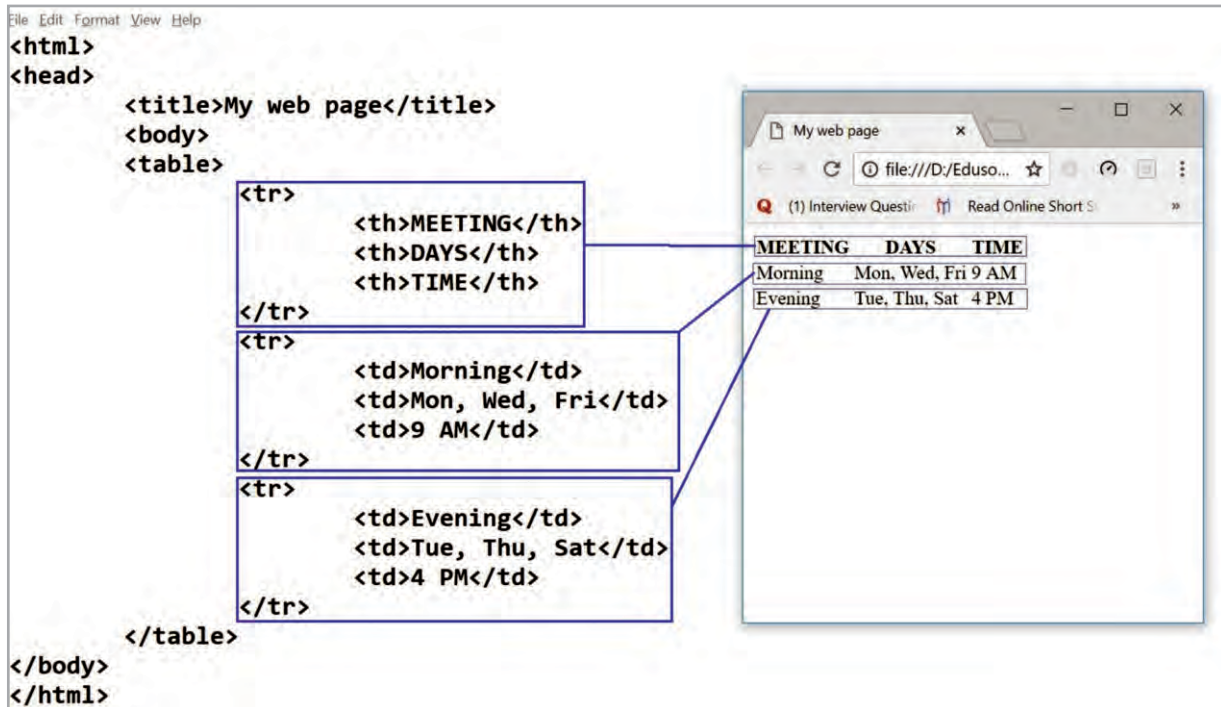 File Edit Format View Help
<html>
<head>
<title>My web page</title>
<body>
<table>
<tr>
<th>MEETING</th>
<th>DAYS</th>
<th>TIME</th>
</tr>
<tr>
<td>Morning</td>
<td>Mon, Wed, Fri</td>
<td>9 AM</td>
</tr>
<tr>
<td>Evening</td>
<td>Tue, Thu, Sat</td>
<td>4 PM</td>
</tr>
</table>
</body>
</html>
My web page
file:///D:/Eduso...
(1) Interview Questi
Read Online Short S
MEETING DAYS TIME
Morning Mon, Wed, Fri 9 AM
Evening Tue, Thu, Sat 4 PM